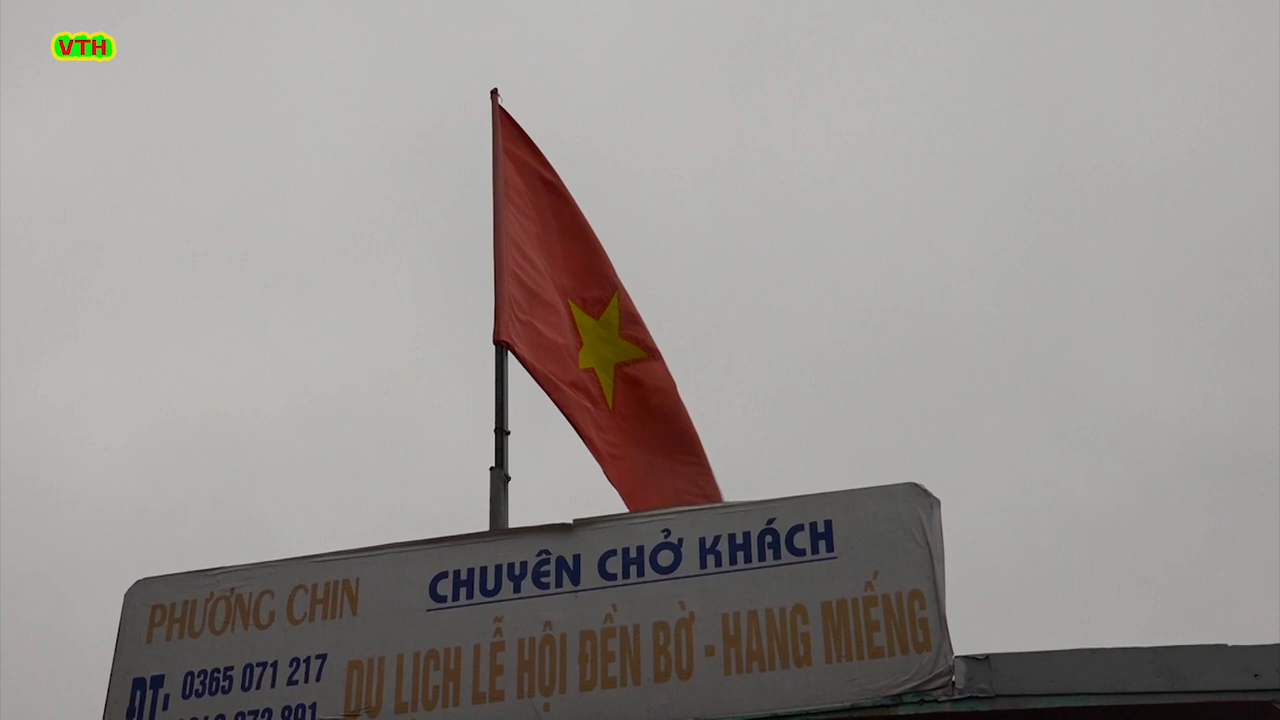 VTH
PHƯƠNG CHIN
CHUYÊN CHỞ KHÁCH
ĐT: 0365 071 217
DU LỊCH LỄ HỘI ĐỀN BỜ - HANG MIẾNG